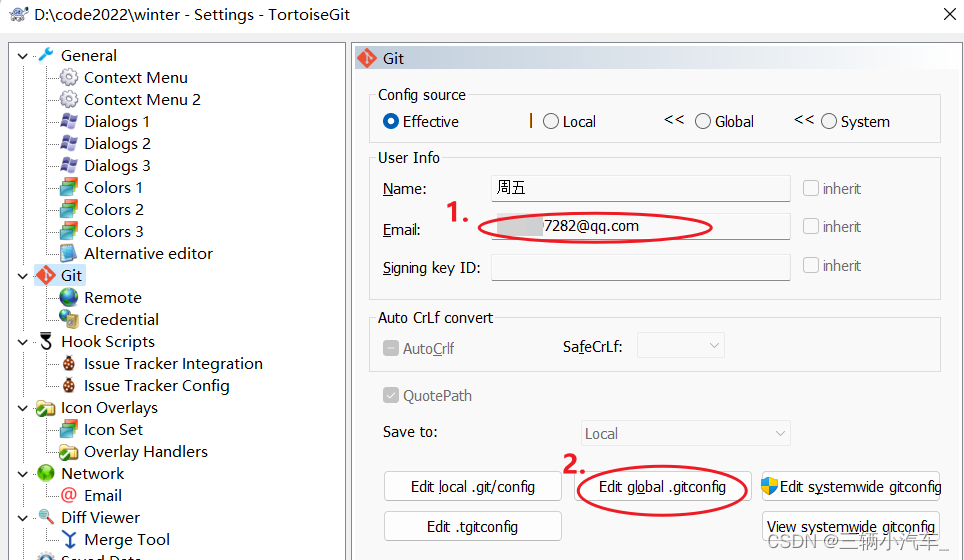 D:\code2022\winter - Settings - TortoiseGit
General
Context Menu
Context Menu 2
Dialogs 1
Dialogs 2
Dialogs 3
Colors 1
Colors 2
Colors 3
Alternative editor
Git
Remote
Credential
Hook Scripts
Issue Tracker Integration
Issue Tracker Config
Icon Overlays
Icon Set
Overlay Handlers
Network
Email
Diff Viewer
Merge Tool
Saved Data
Git
Config source
Effective | Local << Global << System
User Info
Name: 周五 inherit
1.
Email: 7282@qq.com inherit
Signing key ID: inherit
Auto CrLf convert
AutoCrlf SafeCrLf:
QuotePath
Save to: Local
2.
Edit local .git/config Edit global .gitconfig Edit systemwide gitconfig
Edit .tgitconfig View systemwide gitconfig
CSDN @三辆小汽车_